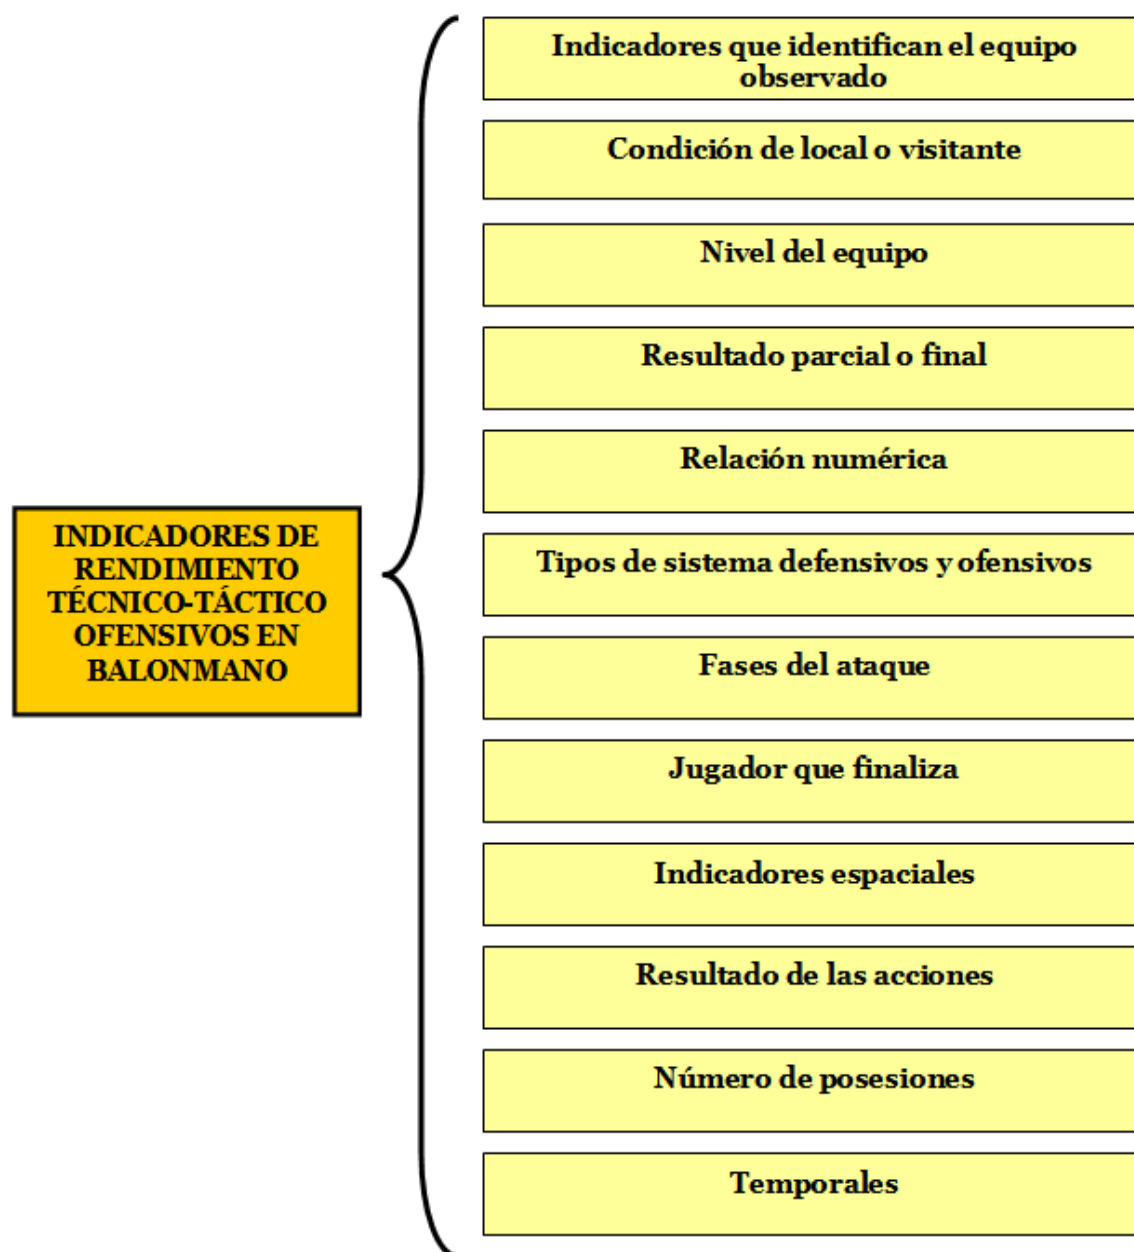 Indicadores que identifican el equipo
observado
Condición de local o visitante
Nivel del equipo
Resultado parcial o final
Relación numérica
INDICADORES DE
RENDIMIENTO
TÉCNICO-TÁCTICO
OFENSIVOS EN
BALONMANO
Tipos de sistema defensivos y ofensivos
Fases del ataque
Jugador que finaliza
Indicadores espaciales
Resultado de las acciones
Número de posesiones
Temporales